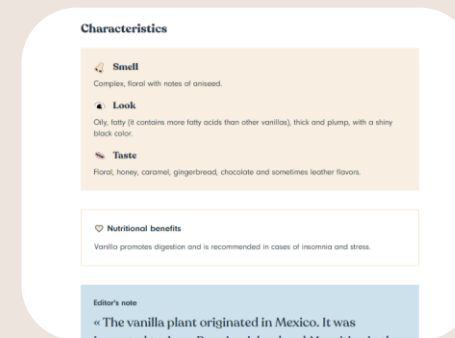 Characteristics
Smell
Complex, floral with notes of aniseed.
Look
Oily, fatty (it contains more fatty acids than other vanillas), thick and plump, with a shiny
black color.
Taste
Floral, honey, caramel, gingerbread, chocolate and sometimes leather flavors.
Nutritional benefits
Vanilla promotes digestion and is recommended in cases of insomnia and stress.
Editor's note
« The vanilla plant originated in Mexico. It was